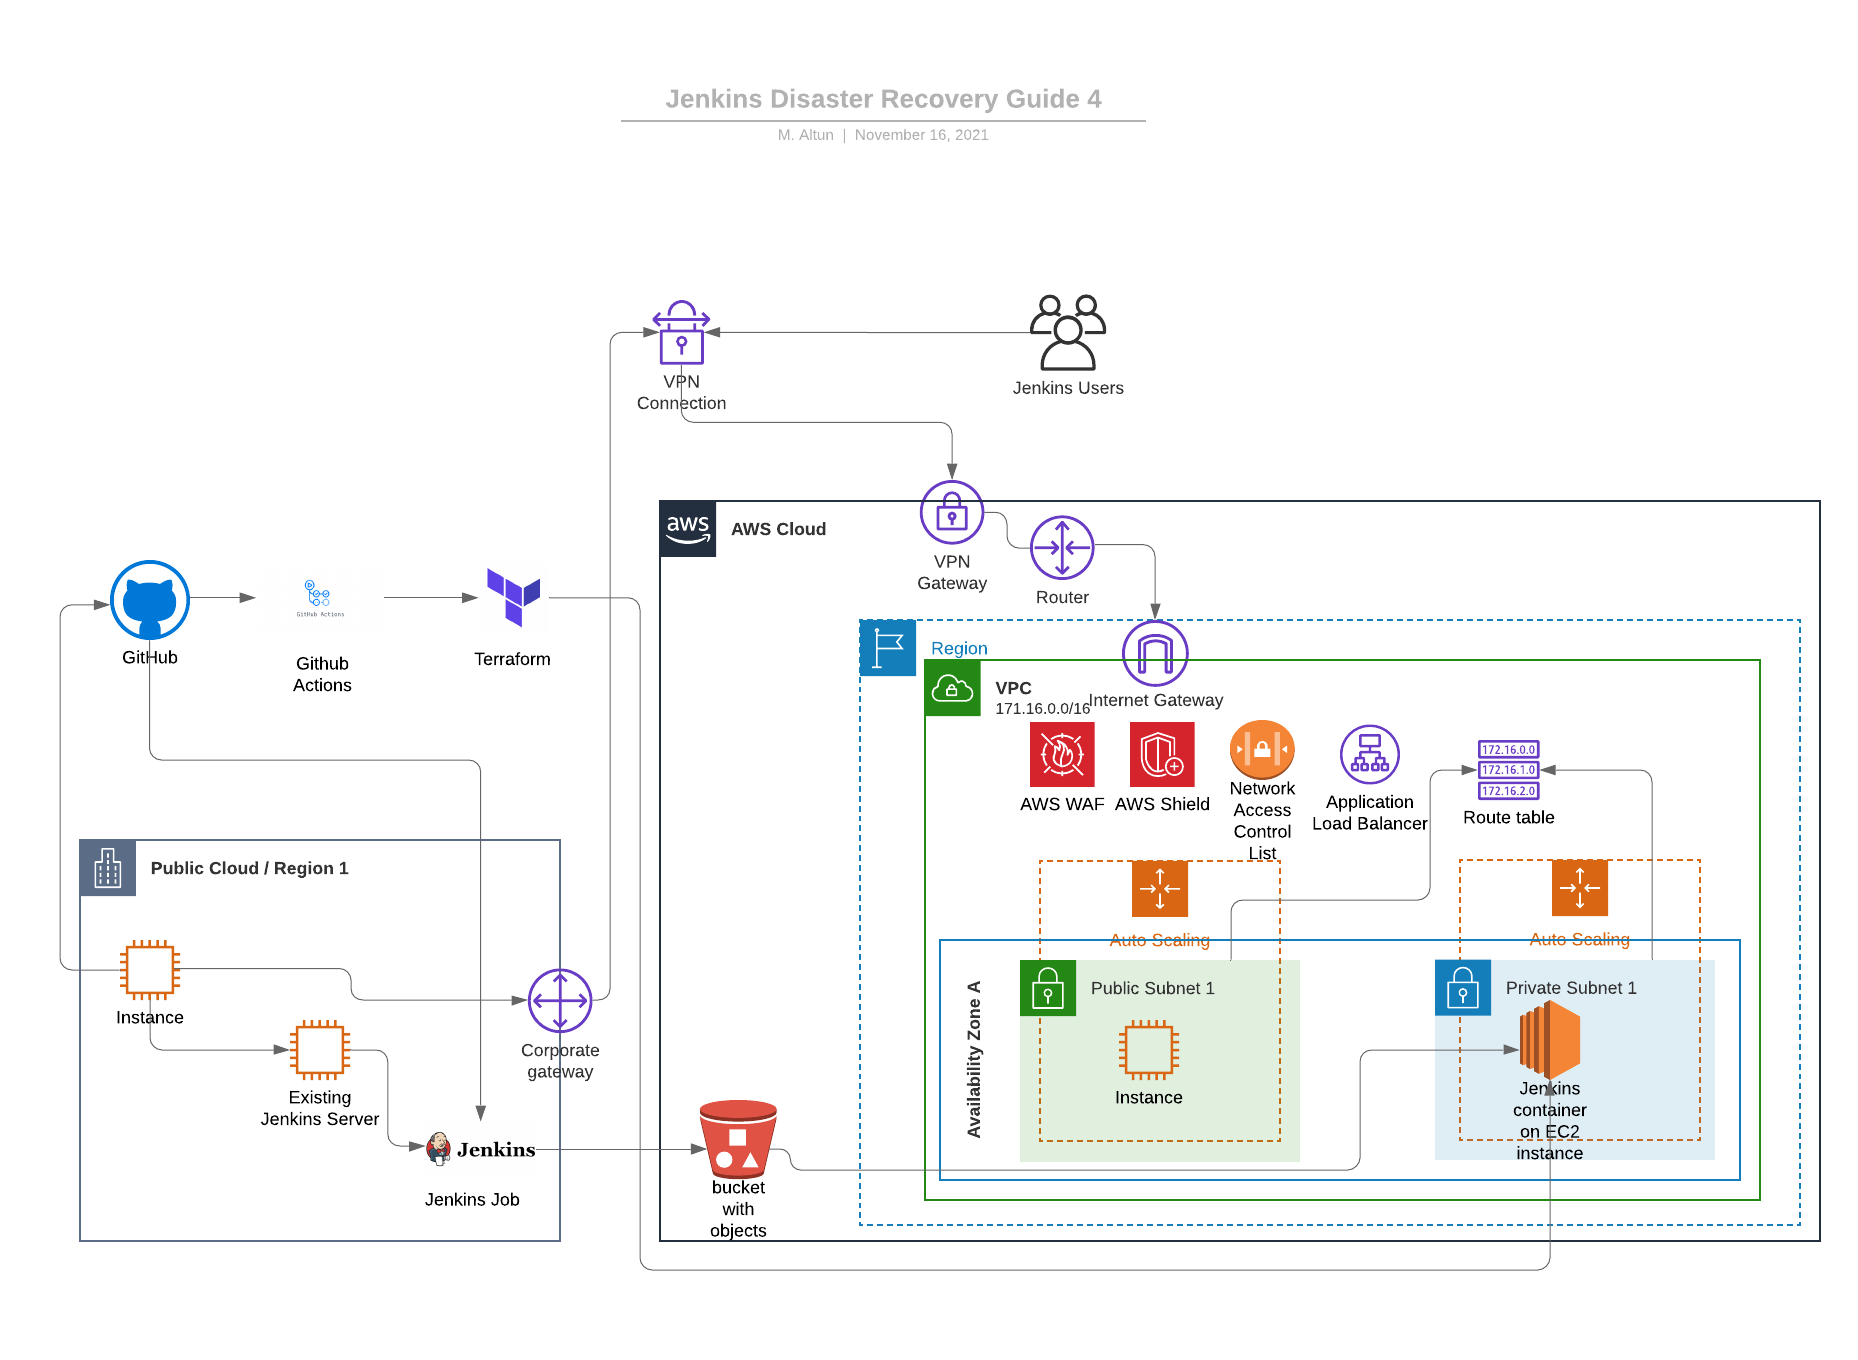 Jenkins Disaster Recovery Guide 4
M. Altun | November 16, 2021
VPN
Connection
Jenkins Users
aws
AWS Cloud
VPN
Gateway
Router
GitHub
GitHub Actions
Github
Actions
Terraform
Region
VPC
171.16.0.0/16
Internet Gateway
AWS WAF
AWS Shield
Network
Access
Control
List
Application
Load Balancer
172.16.0.0
172.16.1.0
172.16.2.0
Route table
Public Cloud / Region 1
Auto Scaling
Auto Scaling
Instance
Existing
Jenkins Server
Corporate
gateway
Jenkins
Jenkins Job
bucket
with
objects
Availability Zone A
Public Subnet 1
Instance
Private Subnet 1
Jenkins
container
on EC2
instance